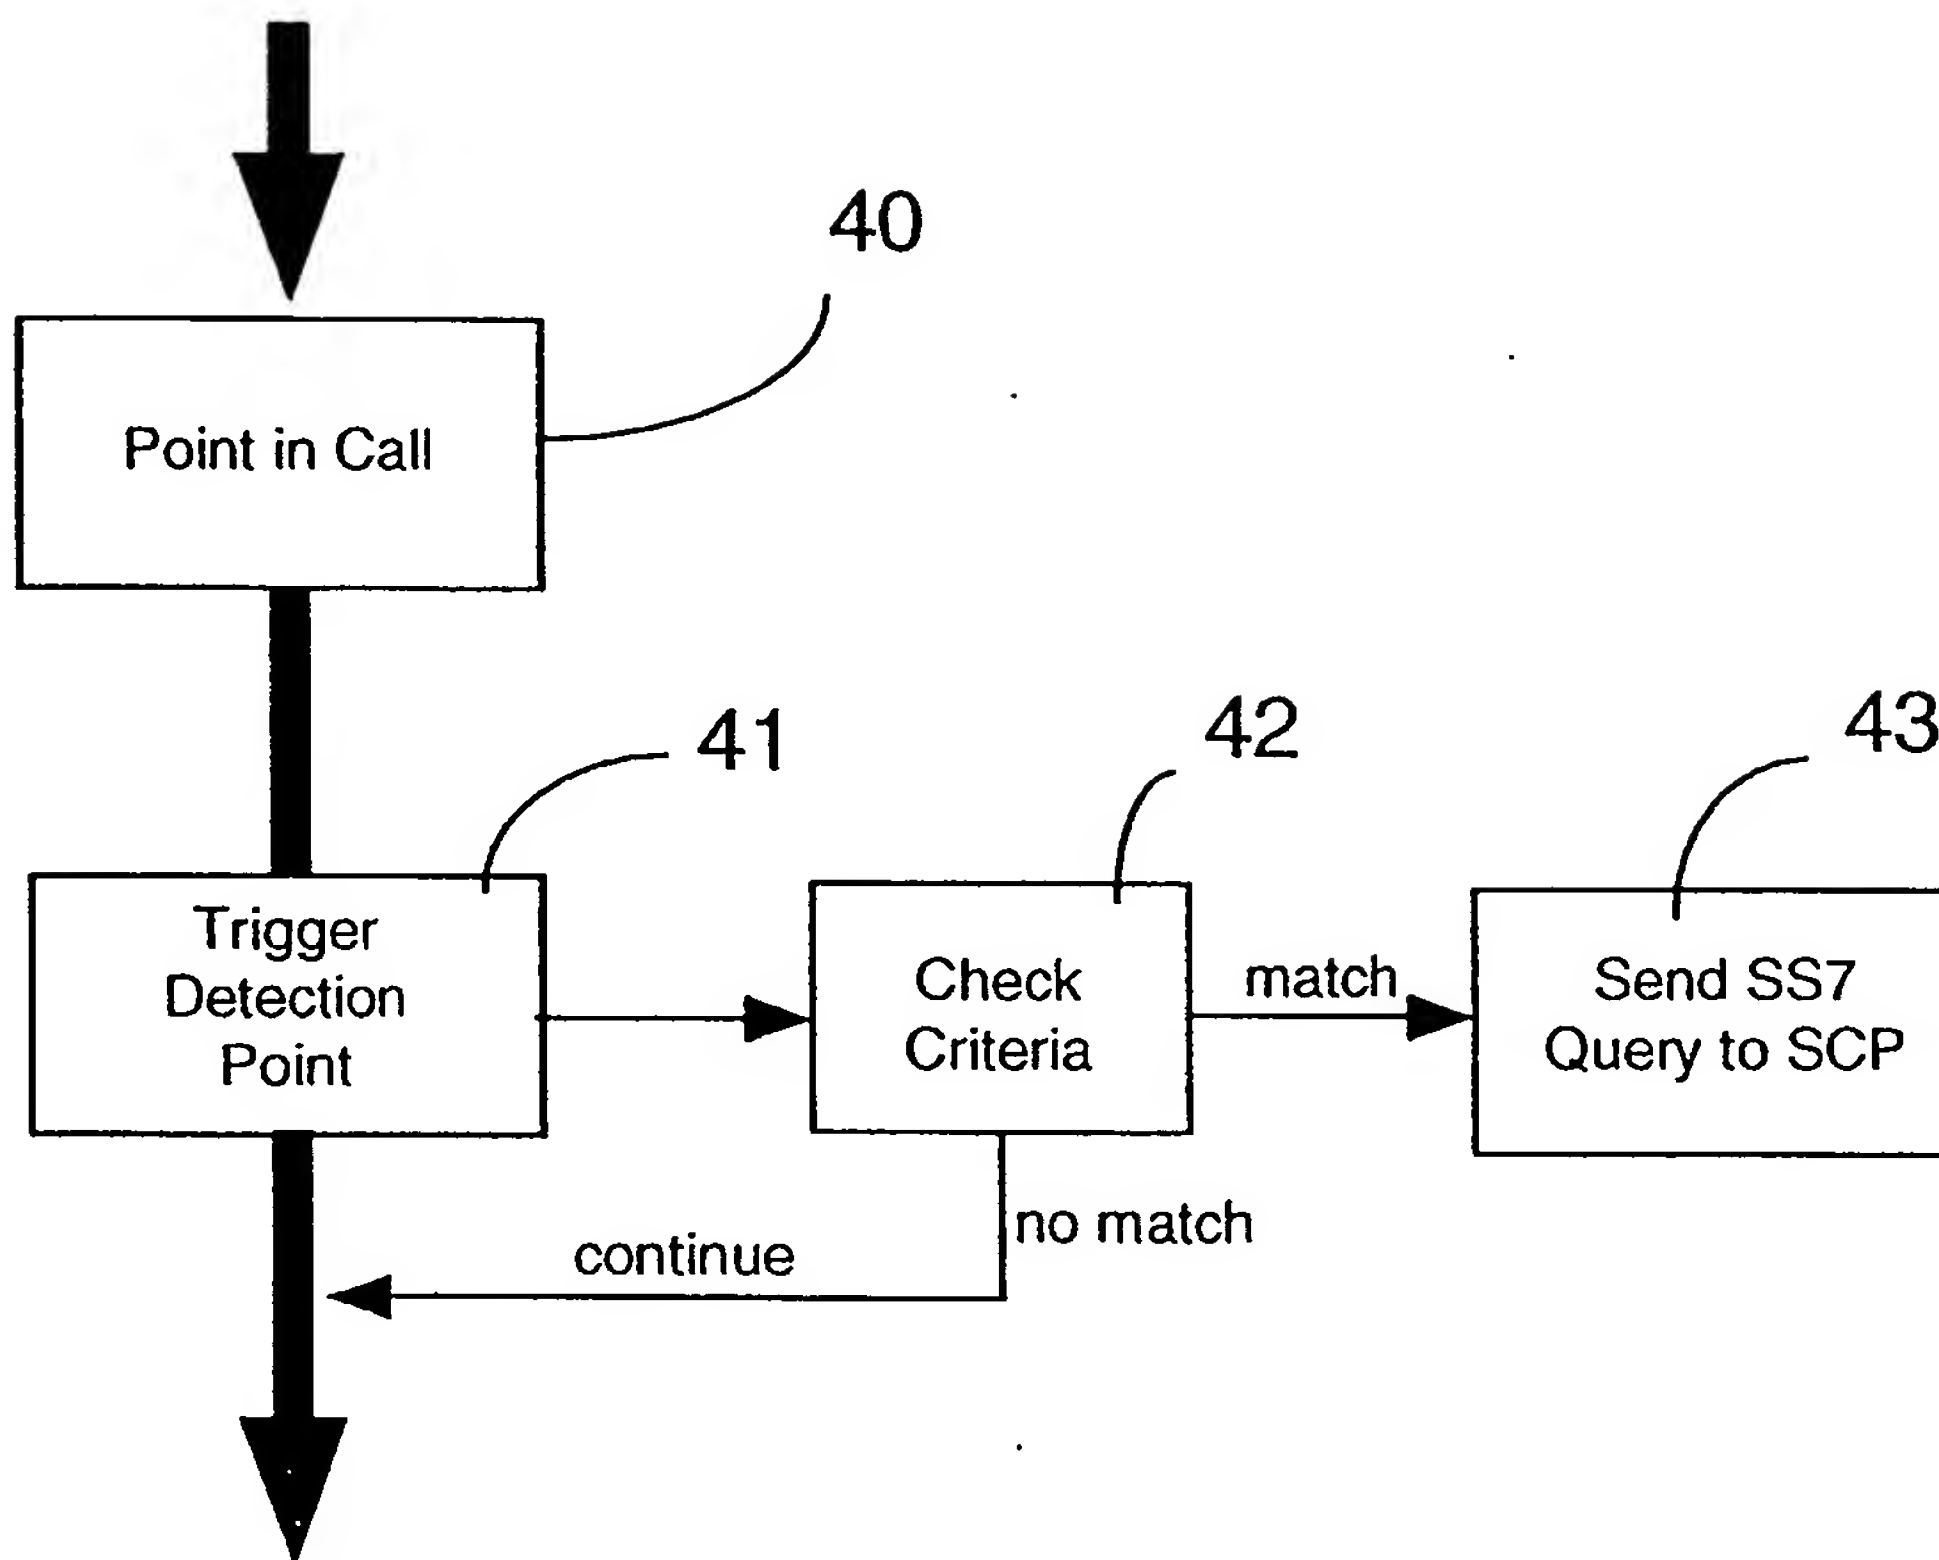 40
Point in Call
41
42
43
Trigger
Detection
Point
Check
Criteria
match
Send SS7
Query to SCP
no match
continue